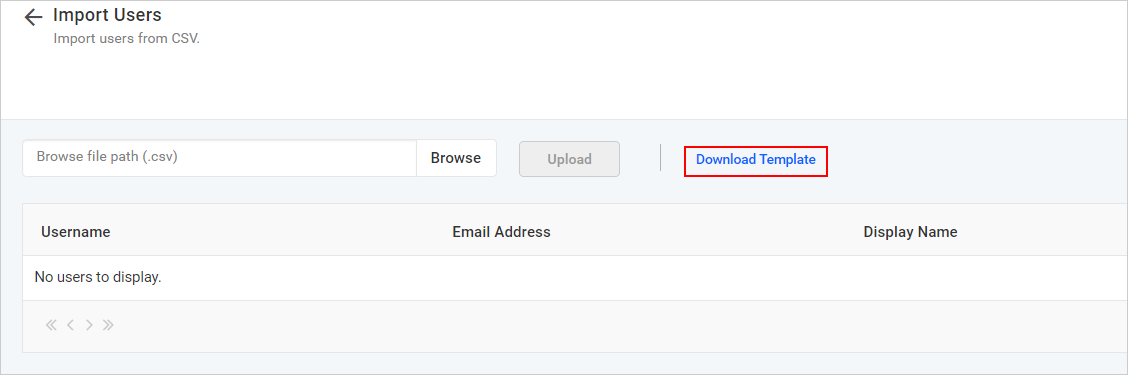 Import Users
Import users from CSV.
Browse file path (.csv) Browse Upload Download Template
Username Email Address Display Name
No users to display.